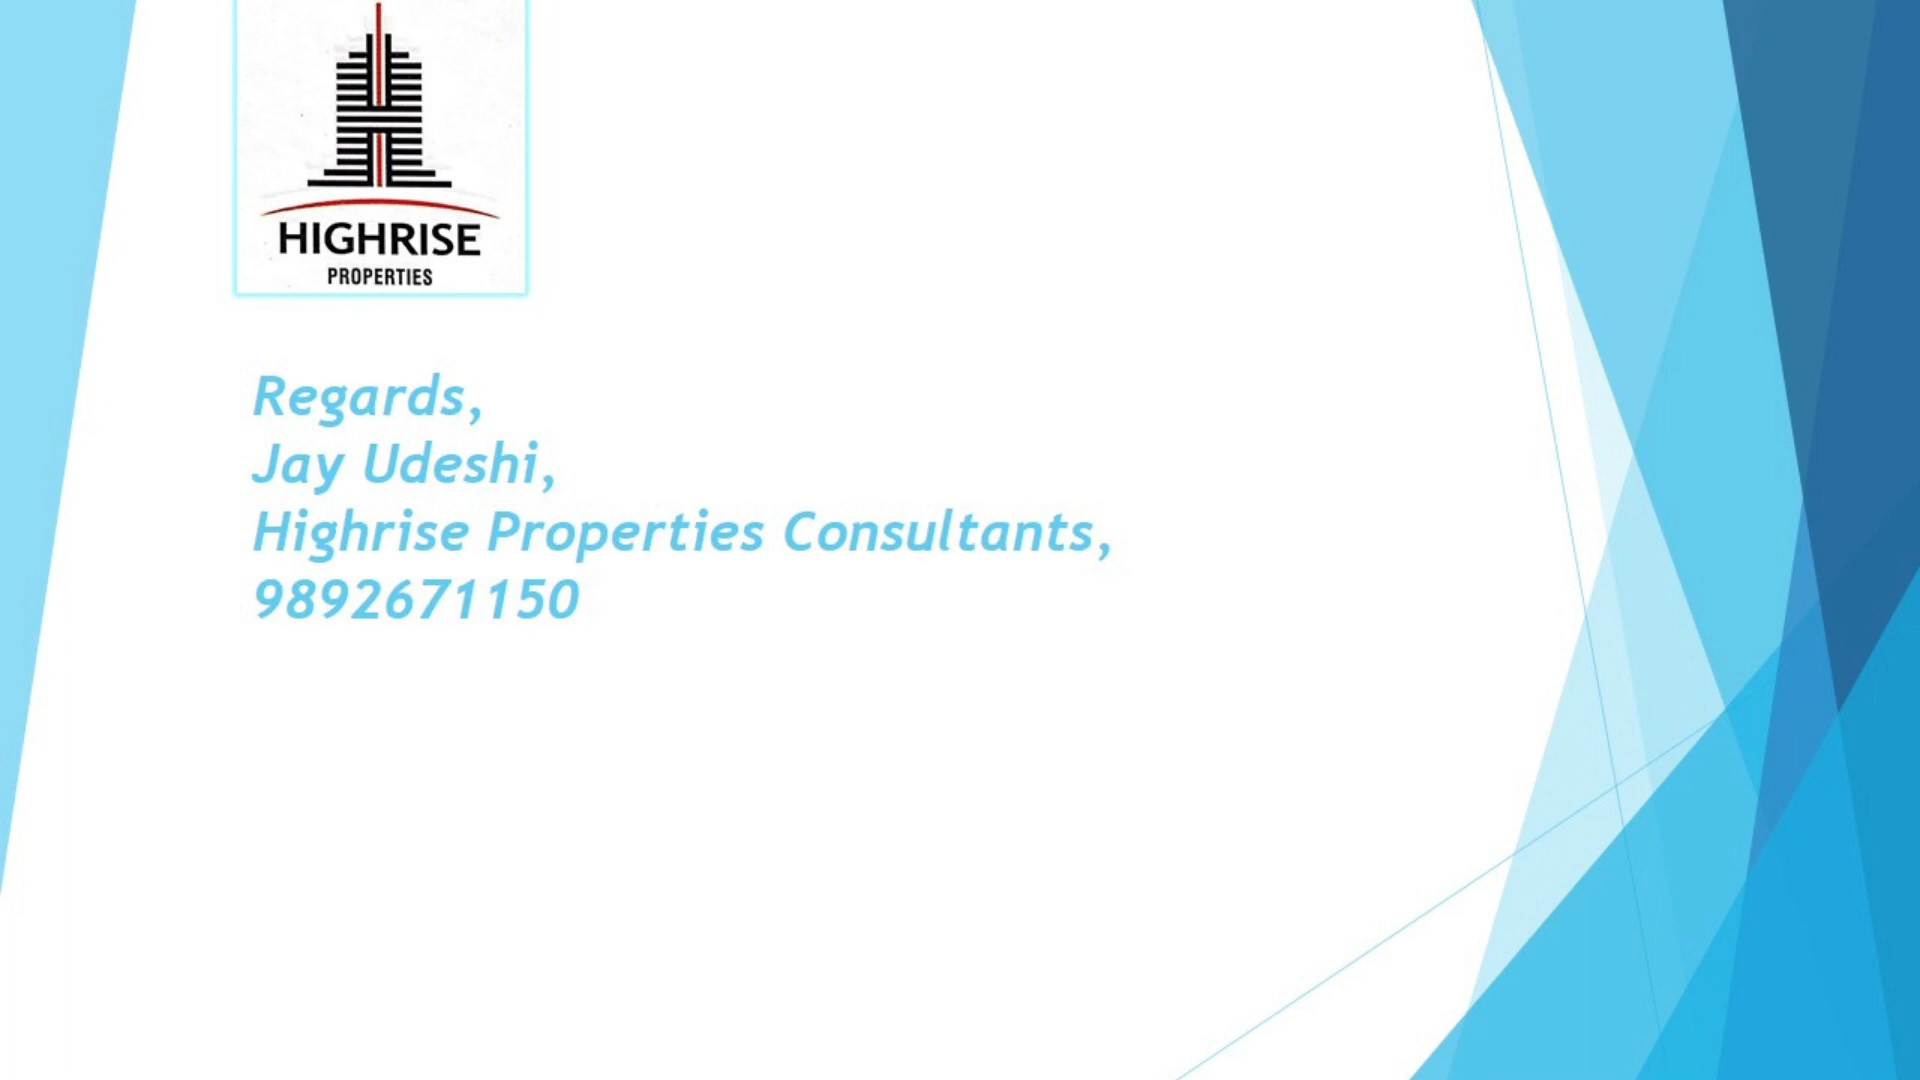 HIGHRISE
PROPERTIES
Regards,
Jay Udeshi,
Highrise Properties Consultants,
9892671150